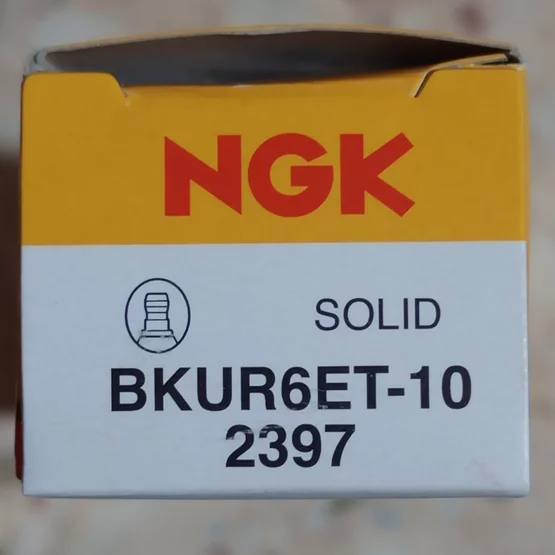 NGK
SOLID
BKUR6ET-10
2397